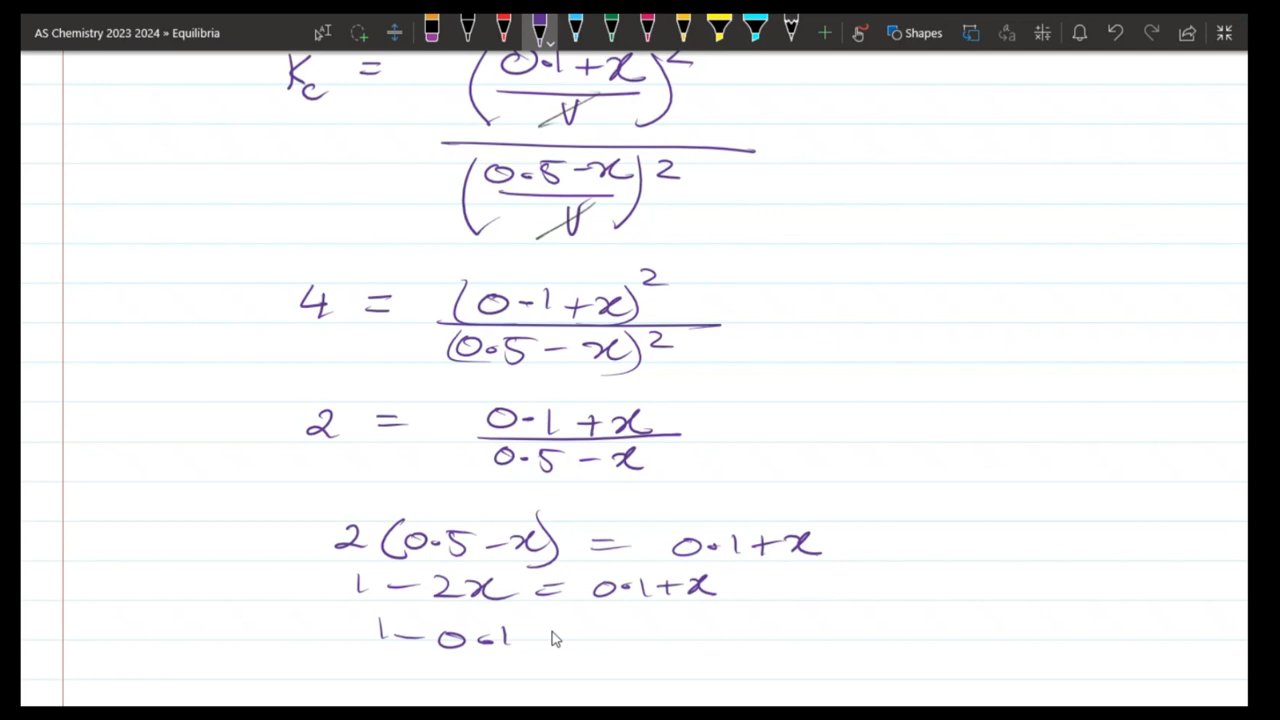 AS Chemistry 2023 2024 » Equilibria
Shapes
Kc = (0.1+x/V)²
(0.5-x/V)²
4 = (0.1+x)²
(0.5-x)²
2 = 0.1+x
0.5-x
2(0.5-x) = 0.1+x
1-2x = 0.1+x
1-0.1